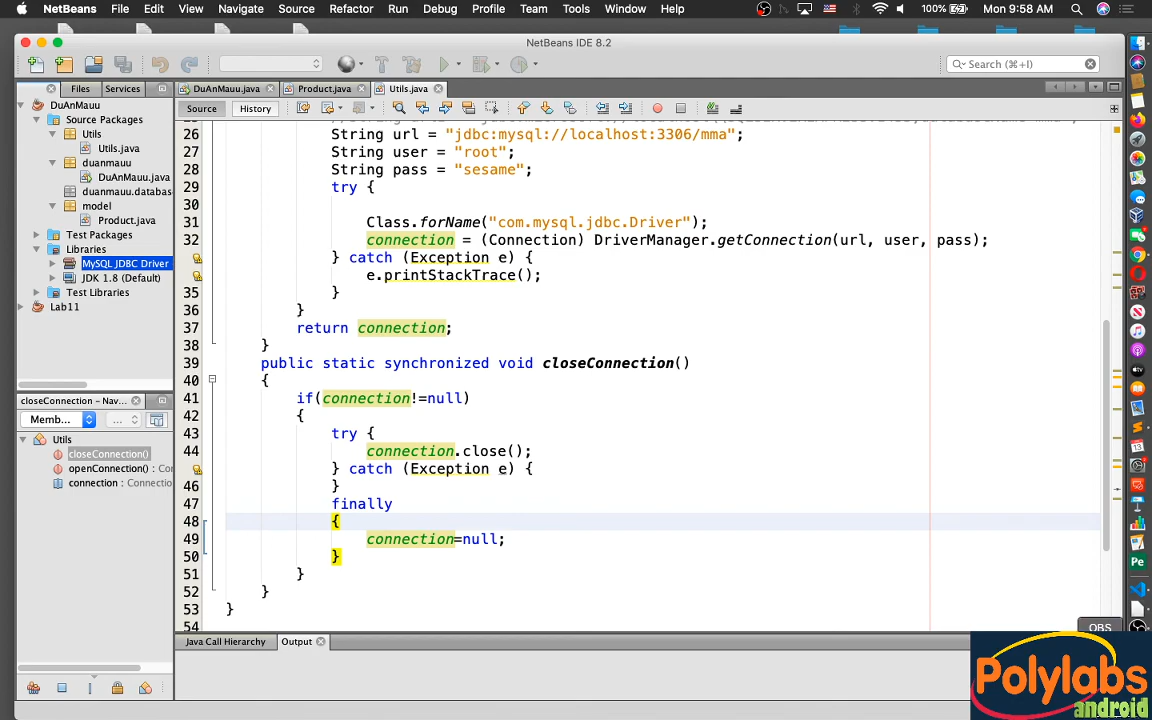 NetBeans File Edit View Navigate Source Refactor Run Debug Profile Team Tools Window Help 100% Mon 9:58 AM
NetBeans IDE 8.2
Search (⌘+I)
Files Services DuAnMauu.java Product.java Utils.java
Source History
DuAnMauu
Source Packages
Utils
Utils.java
duanmauu
DuAnMauu.java
duanmauu.databas
model
Product.java
Test Packages
Libraries
MySQL JDBC Driver
JDK 1.8 (Default)
Test Libraries
Lab11
26 String url = "jdbc:mysql://localhost:3306/mma";
27 String user = "root";
28 String pass = "sesame";
29 try {
30
31 Class.forName("com.mysql.jdbc.Driver");
32 connection = (Connection) DriverManager.getConnection(url, user, pass);
} catch (Exception e) {
e.printStackTrace();
35 }
36 }
37 return connection;
38 }
39 public static synchronized void closeConnection()
40 {
41 if(connection!=null)
42 {
43 try {
44 connection.close();
} catch (Exception e) {
46 }
47 finally
48 {
49 connection=null;
50 }
51 }
52 }
53 }
54
closeConnection – Nav...
Memb... ...
Utils
closeConnection()
openConnection() : Co
connection : Connectio
Java Call Hierarchy Output
OBS
Polylabs
android